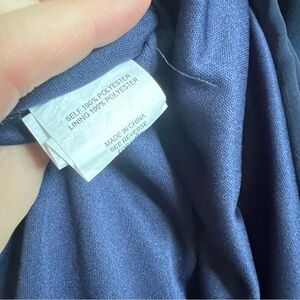 SELF 100% POLYESTER
LINING 100% POLYESTER
MADE IN CHINA
SEE REVERSE